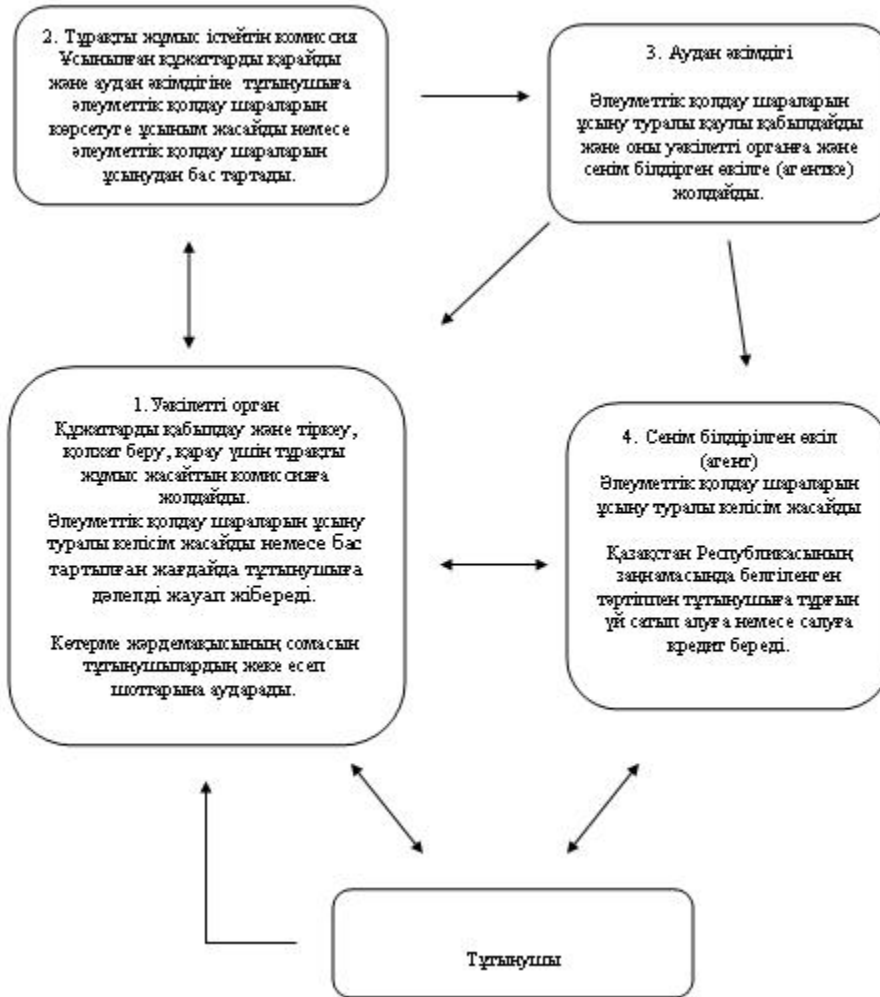 2. Тұрақты жұмыс істейтін комиссия
Ұсынылған құжаттарды қарайды
және аудан әкімдігіне тұтынушыға
әлеуметтік қолдау шараларын
көрсетуге ұсыным жасайды немесе
әлеуметтік қолдау шараларын
ұсынудан бас тартады.
3. Аудан әкімдігі
Әлеуметтік қолдау шараларын
ұсыну туралы қаулы қабылдайды
және оны уәкілетті органға және
сенім білдірген өкілге (агентке)
жолдайды.
1. Уәкілетті орган
Құжаттарды қабылдау және тіркеу,
қолхат беру, қарау үшін тұрақты
жұмыс жасайтын комиссияға
жолдайды.
Әлеуметтік қолдау шараларын ұсыну
туралы келісім жасайды немесе бас
тартылған жағдайда тұтынушыға
дәлелді жауап жібереді.
Көтерме жәрдемақысының сомасын
тұтынушылардың жеке есеп
шоттарына аударады.
4. Сенім білдірілген өкіл
(агент)
Әлеуметтік қолдау шараларын
ұсыну туралы келісім жасайды
Қазақстан Республикасының
заңнамасында белгіленген
тәртіппен тұтынушыға тұрғын
үй сатып алуға немесе салуға
кредит береді.
Тұтынушы